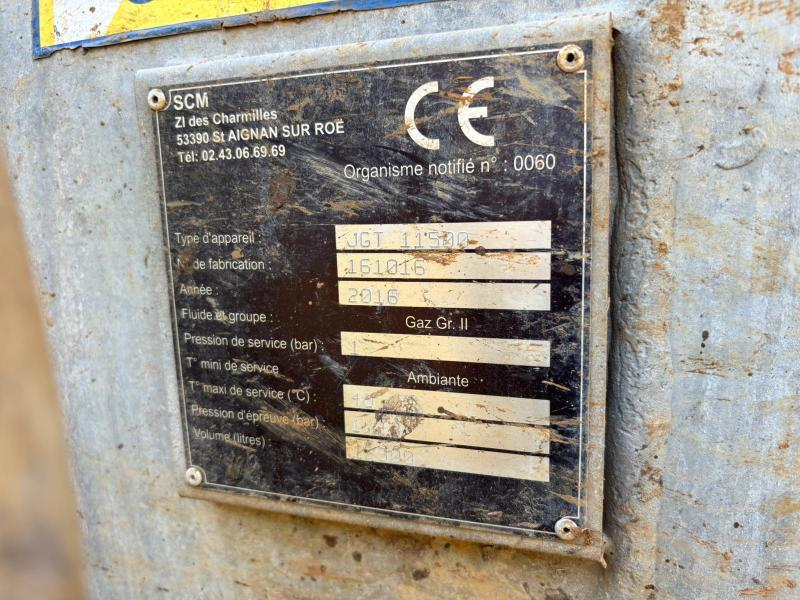 SCM
ZI des Charmilles
53390 St AIGNAN SUR ROË
Tél: 02.43.06.69.69
CE
Organisme notifié n° : 0060
Type d'appareil : JGT 11500
N° de fabrication : 161016
Année : 2016
Fluide et groupe : Gaz Gr. II
Pression de service (bar) : 1
T° mini de service Ambiante
T° maxi de service (°C) :
Pression d'épreuve (bar) :
Volume (litres) :